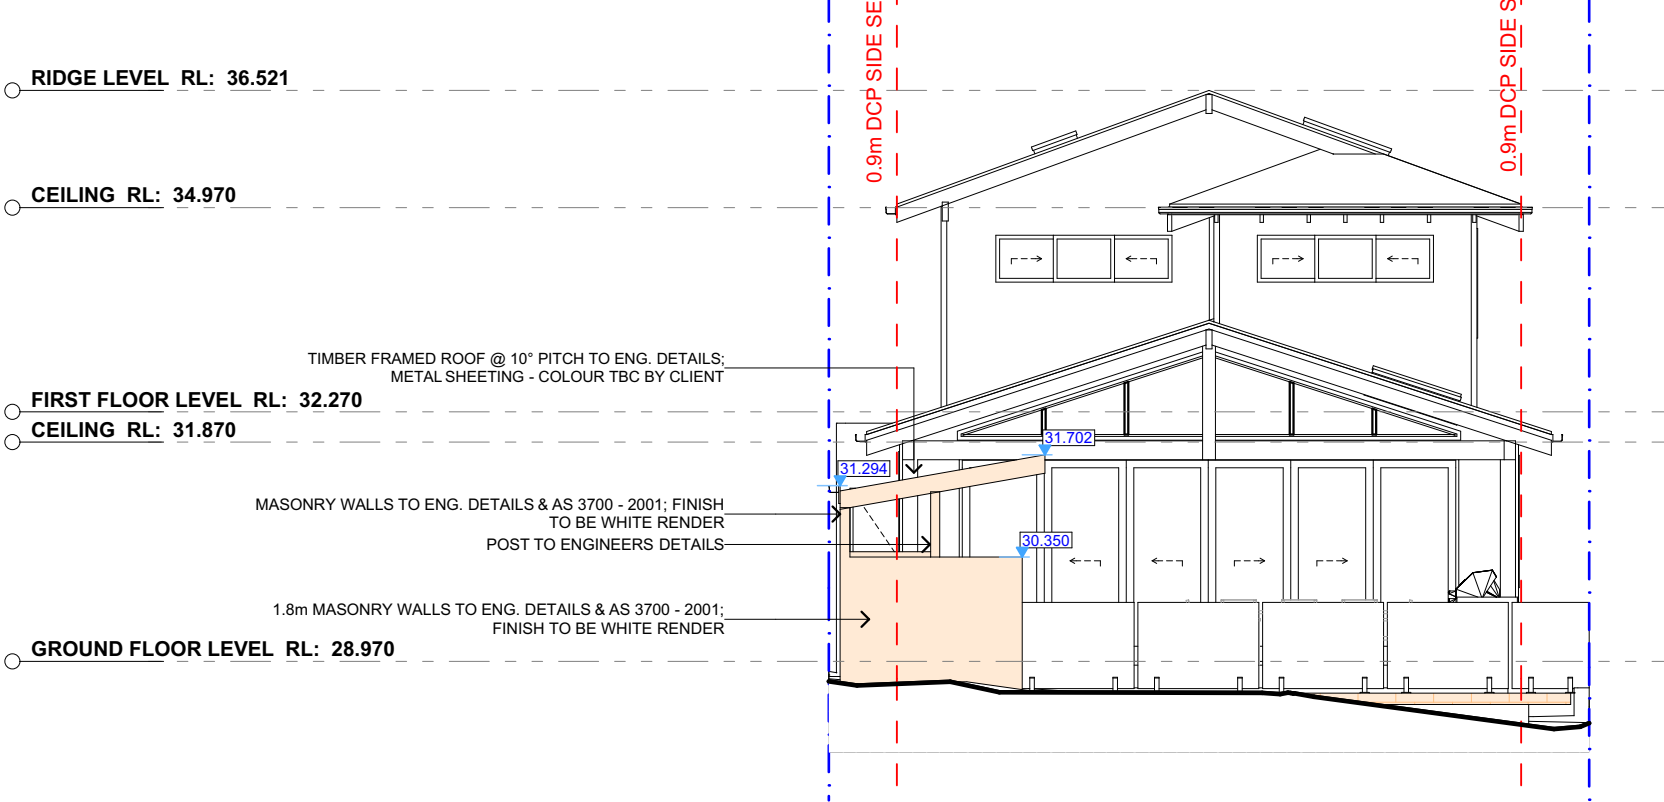 0.9m DCP SIDE SE
0.9m DCP SIDE S
RIDGE LEVEL RL: 36.521
CEILING RL: 34.970
TIMBER FRAMED ROOF @ 10° PITCH TO ENG. DETAILS;
METAL SHEETING - COLOUR TBC BY CLIENT
FIRST FLOOR LEVEL RL: 32.270
CEILING RL: 31.870
31.702
31.294
MASONRY WALLS TO ENG. DETAILS & AS 3700 - 2001; FINISH
TO BE WHITE RENDER
POST TO ENGINEERS DETAILS
30.350
1.8m MASONRY WALLS TO ENG. DETAILS & AS 3700 - 2001;
FINISH TO BE WHITE RENDER
GROUND FLOOR LEVEL RL: 28.970